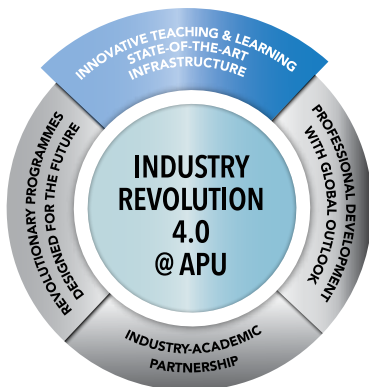 INNOVATIVE TEACHING & LEARNING
STATE-OF-THE-ART
INFRASTRUCTURE
PROFESSIONAL DEVELOPMENT
WITH GLOBAL OUTLOOK
INDUSTRY-ACADEMIC
PARTNERSHIP
REVOLUTIONARY PROGRAMMES
DESIGNED FOR THE FUTURE
INDUSTRY
REVOLUTION
4.0
@ APU